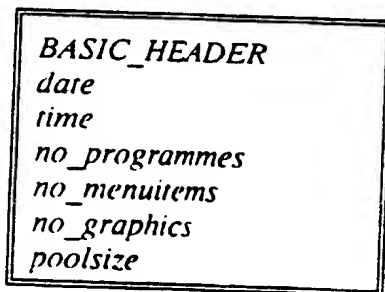 BASIC_HEADER
date
time
no_programmes
no_menuitems
no_graphics
poolsize